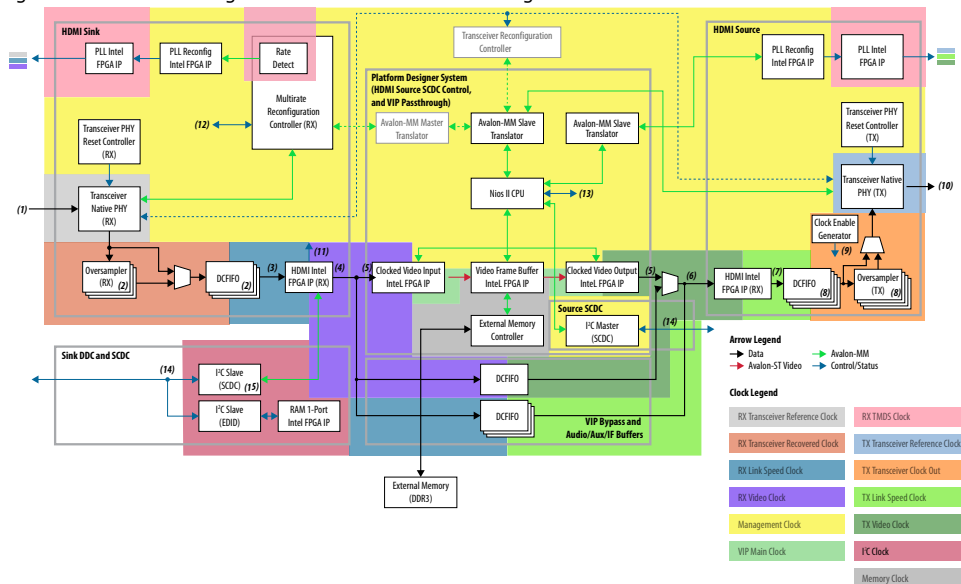 HDMI Sink
PLL Intel
FPGA IP
PLL Reconfig
Intel FPGA IP
Rate
Detect
Multirate
Reconfiguration
Controller (RX)
(12)
Transceiver PHY
Reset Controller
(RX)
(1)
Transceiver
Native PHY
(RX)
Oversampler
(RX)
(2)
DCFIFO
(2)
(3)
(11)
HDMI Intel
FPGA IP (RX)
(4)
Transceiver Reconfiguration
Controller
Platform Designer System
(HDMI Source SCDC Control,
and VIP Passthrough)
Avalon-MM Master
Translator
Avalon-MM Slave
Translator
Avalon-MM Slave
Translator
Nios II CPU
(13)
(5)
Clocked Video Input
InteL FPGA IP
Video Frame Buffer
InteL FPGA IP
Clocked Video Output
InteL FPGA IP
(5)
(6)
External Memory
Controller
Source SCDC
I²C Master
(SCDC)
(14)
DCFIFO
DCFIFO
VIP Bypass and
Audio/Aux/IF Buffers
External Memory
(DDR3)
Sink DDC and SCDC
(14)
I²C Slave
(SCDC)
(15)
I²C Slave
(EDID)
RAM 1-Port
Intel FPGA IP
HDMI Source
PLL Reconfig
Intel FPGA IP
PLL Intel
FPGA IP
Transceiver PHY
Reset Controller
(TX)
Transceiver Native
PHY (TX)
(10)
Clock Enable
Generator
(9)
HDMI Intel
FPGA IP (RX)
(7)
DCFIFO
(8)
Oversampler
(TX)
(8)
Arrow Legend
Data
Avalon-MM
Avalon-ST Video
Control/Status
Clock Legend
RX Transceiver Reference Clock
RX TMDS Clock
RX Transceiver Recovered Clock
TX Transceiver Reference Clock
RX Link Speed Clock
TX Transceiver Clock Out
RX Video Clock
TX Link Speed Clock
Management Clock
TX Video Clock
VIP Main Clock
I²C Clock
Memory Clock